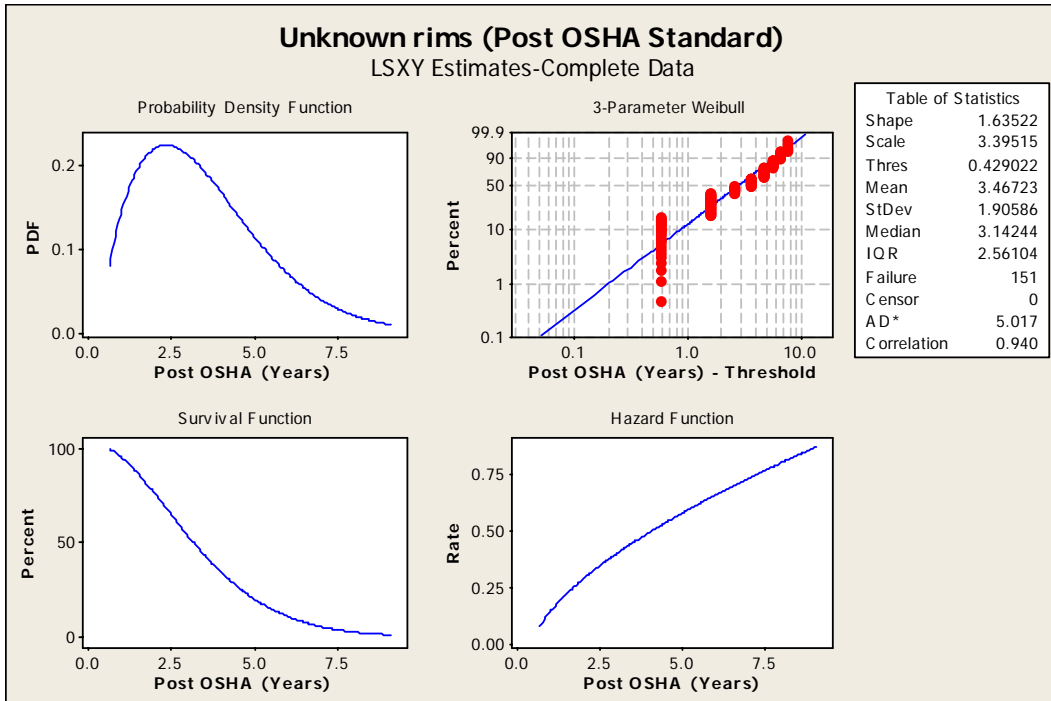 Unknown rims (Post OSHA Standard)
LSXY Estimates-Complete Data
Probability Density Function
0.2
0.1
0.0
PDF
0.0 2.5 5.0 7.5
Post OSHA (Years)
3-Parameter Weibull
99.9
90
50
10
1
0.1
Percent
0.1 1.0 10.0
Post OSHA (Years) - Threshold
Table of Statistics
Shape 1.63522
Scale 3.39515
Thres 0.429022
Mean 3.46723
StDev 1.90586
Median 3.14244
IQR 2.56104
Failure 151
Censor 0
AD* 5.017
Correlation 0.940
Survival Function
100
50
0
Percent
0.0 2.5 5.0 7.5
Post OSHA (Years)
Hazard Function
0.75
0.50
0.25
0.00
Rate
0.0 2.5 5.0 7.5
Post OSHA (Years)